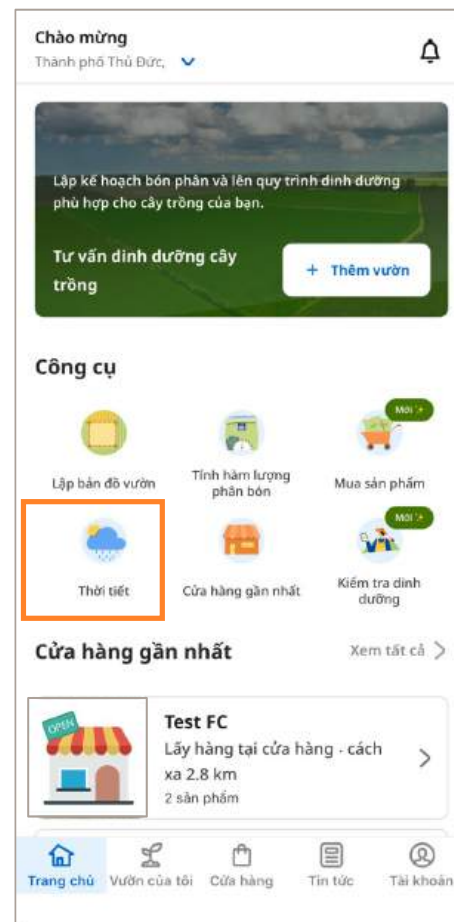 Chào mừng
Thành phố Thủ Đức,
Lập kế hoạch bón phân và lên quy trình dinh dưỡng
phù hợp cho cây trồng của bạn.
Tư vấn dinh dưỡng cây
trồng
+ Thêm vườn
Công cụ
Mới
Lập bản đồ vườn
Tính hàm lượng
phân bón
Mua sản phẩm
Mới
Thời tiết
Cửa hàng gần nhất
Kiểm tra dinh
dưỡng
Cửa hàng gần nhất
Xem tất cả
OPEN
Test FC
Lấy hàng tại cửa hàng - cách
xa 2.8 km
2 sản phẩm
Trang chủ
Vườn của tôi
Cửa hàng
Tin tức
Tài khoản